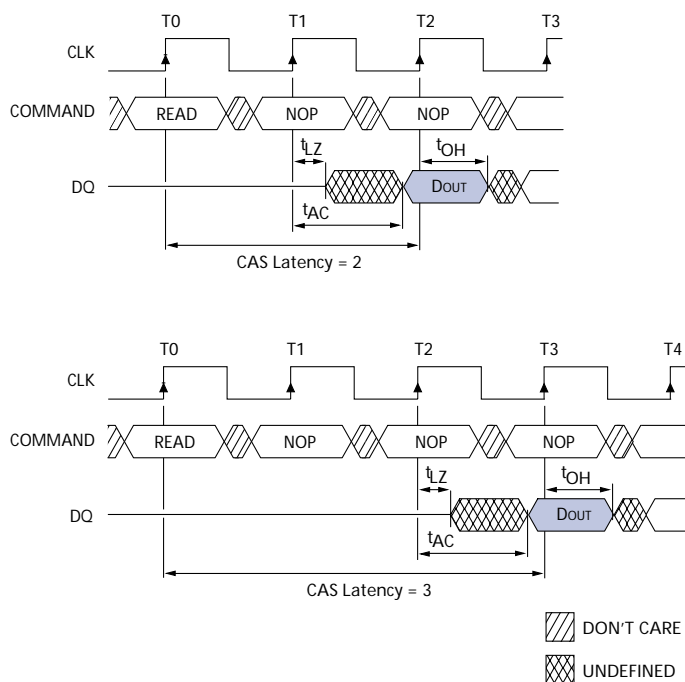 T0 T1 T2 T3
CLK
COMMAND READ NOP NOP
tLZ tOH
DQ DOUT
tAC
CAS Latency = 2
T0 T1 T2 T3 T4
CLK
COMMAND READ NOP NOP NOP
tLZ tOH
DQ DOUT
tAC
CAS Latency = 3
DON'T CARE
UNDEFINED